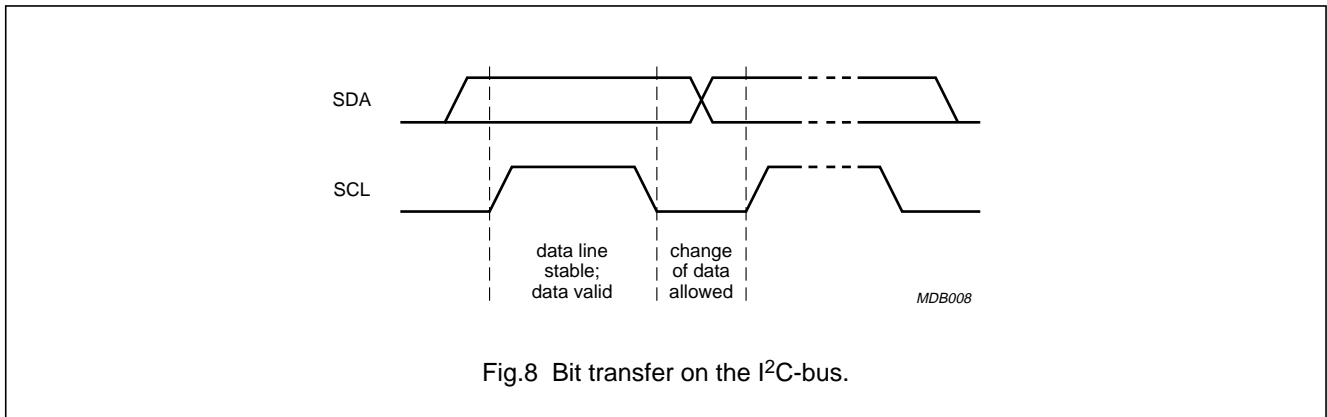 SDA
SCL
data line
stable;
data valid
change
of data
allowed
MDB008
Fig.8 Bit transfer on the I²C-bus.